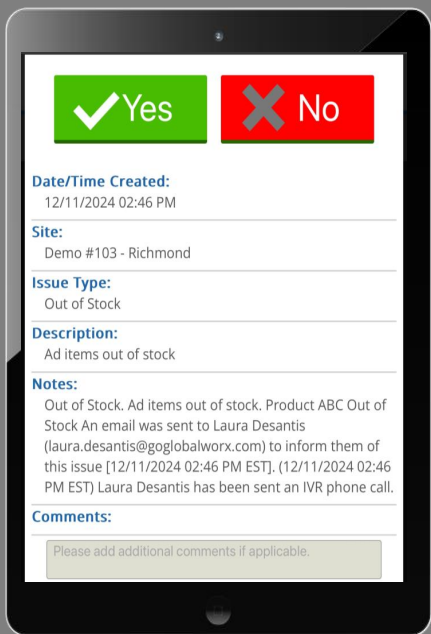 Yes
No
Date/Time Created:
12/11/2024 02:46 PM
Site:
Demo #103 - Richmond
Issue Type:
Out of Stock
Description:
Ad items out of stock
Notes:
Out of Stock. Ad items out of stock. Product ABC Out of
Stock An email was sent to Laura Desantis
(laura.desantis@goglobalworx.com) to inform them of
this issue [12/11/2024 02:46 PM EST]. (12/11/2024 02:46
PM EST) Laura Desantis has been sent an IVR phone call.
Comments:
Please add additional comments if applicable.